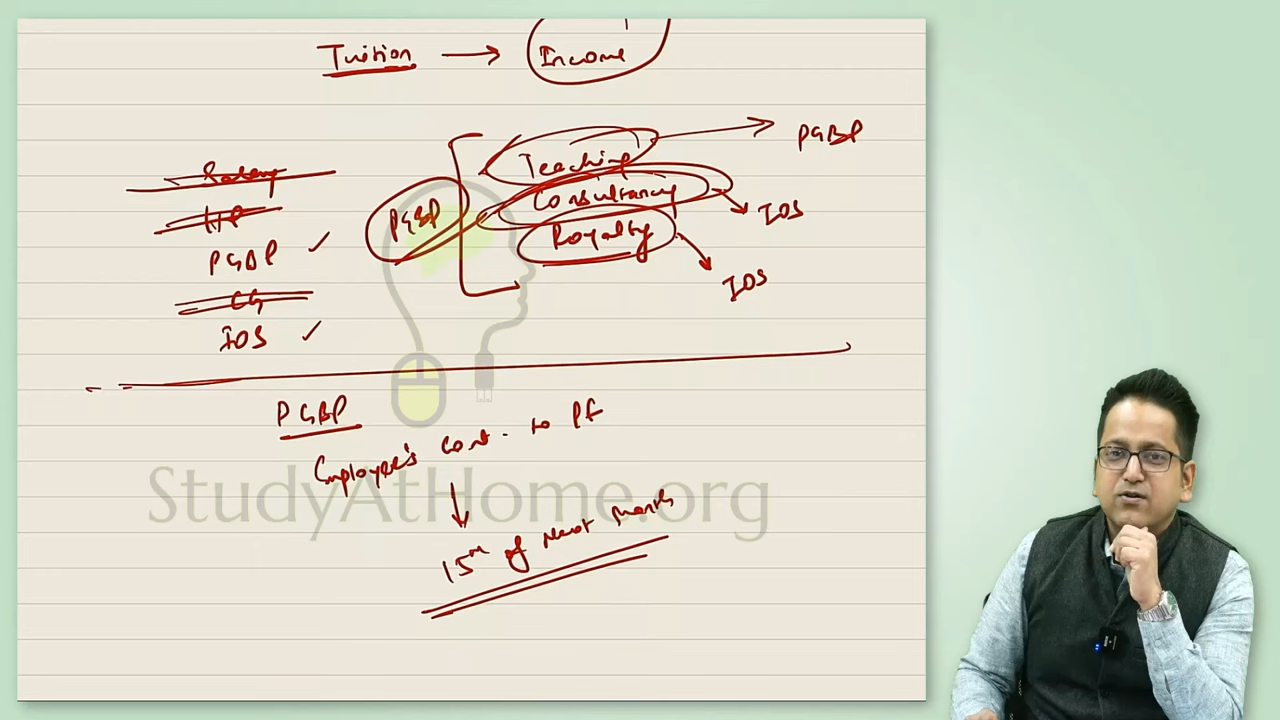 Tuition → Income
Teaching → PGBP
Salary
Consultancy → IOS
HP
PGBP
Royalty → IOS
PGBP ✓
CG
IOS ✓
PGBP
Employee's cont. to PF
StudyAtHome.org
15th of next month